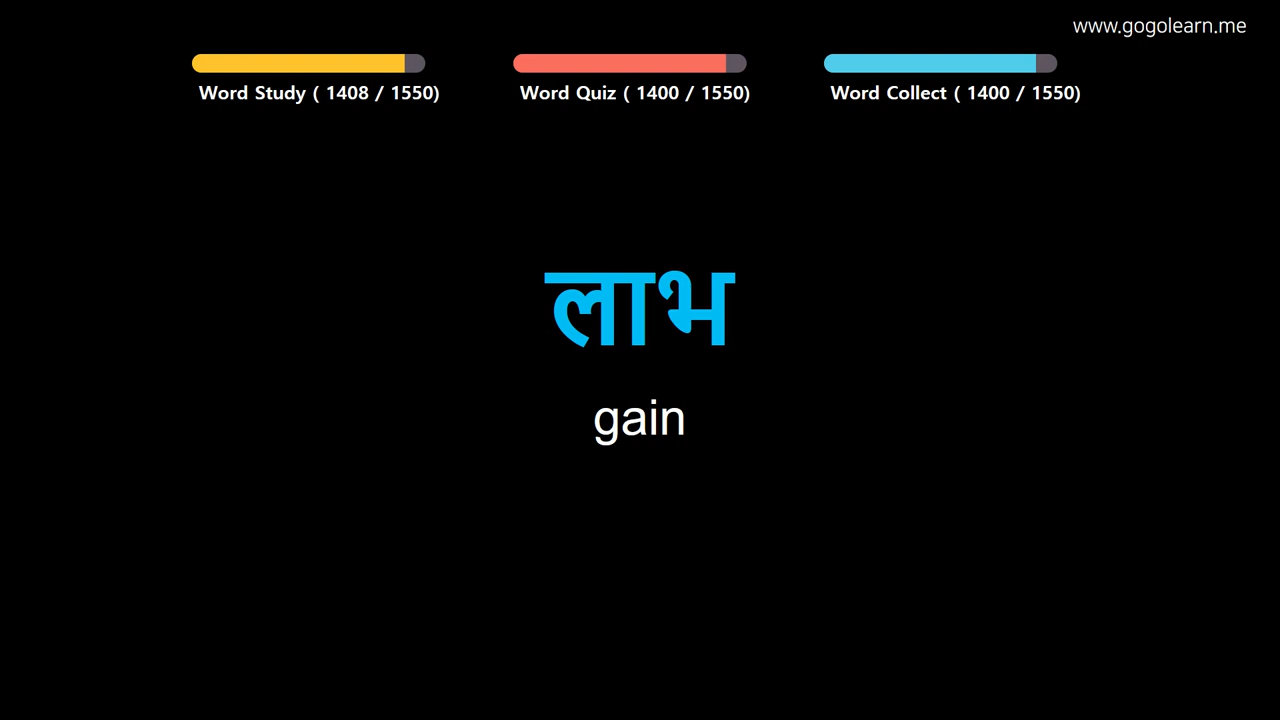 www.gogolearn.me
Word Study ( 1408 / 1550)
Word Quiz ( 1400 / 1550)
Word Collect ( 1400 / 1550)
लाभ
gain